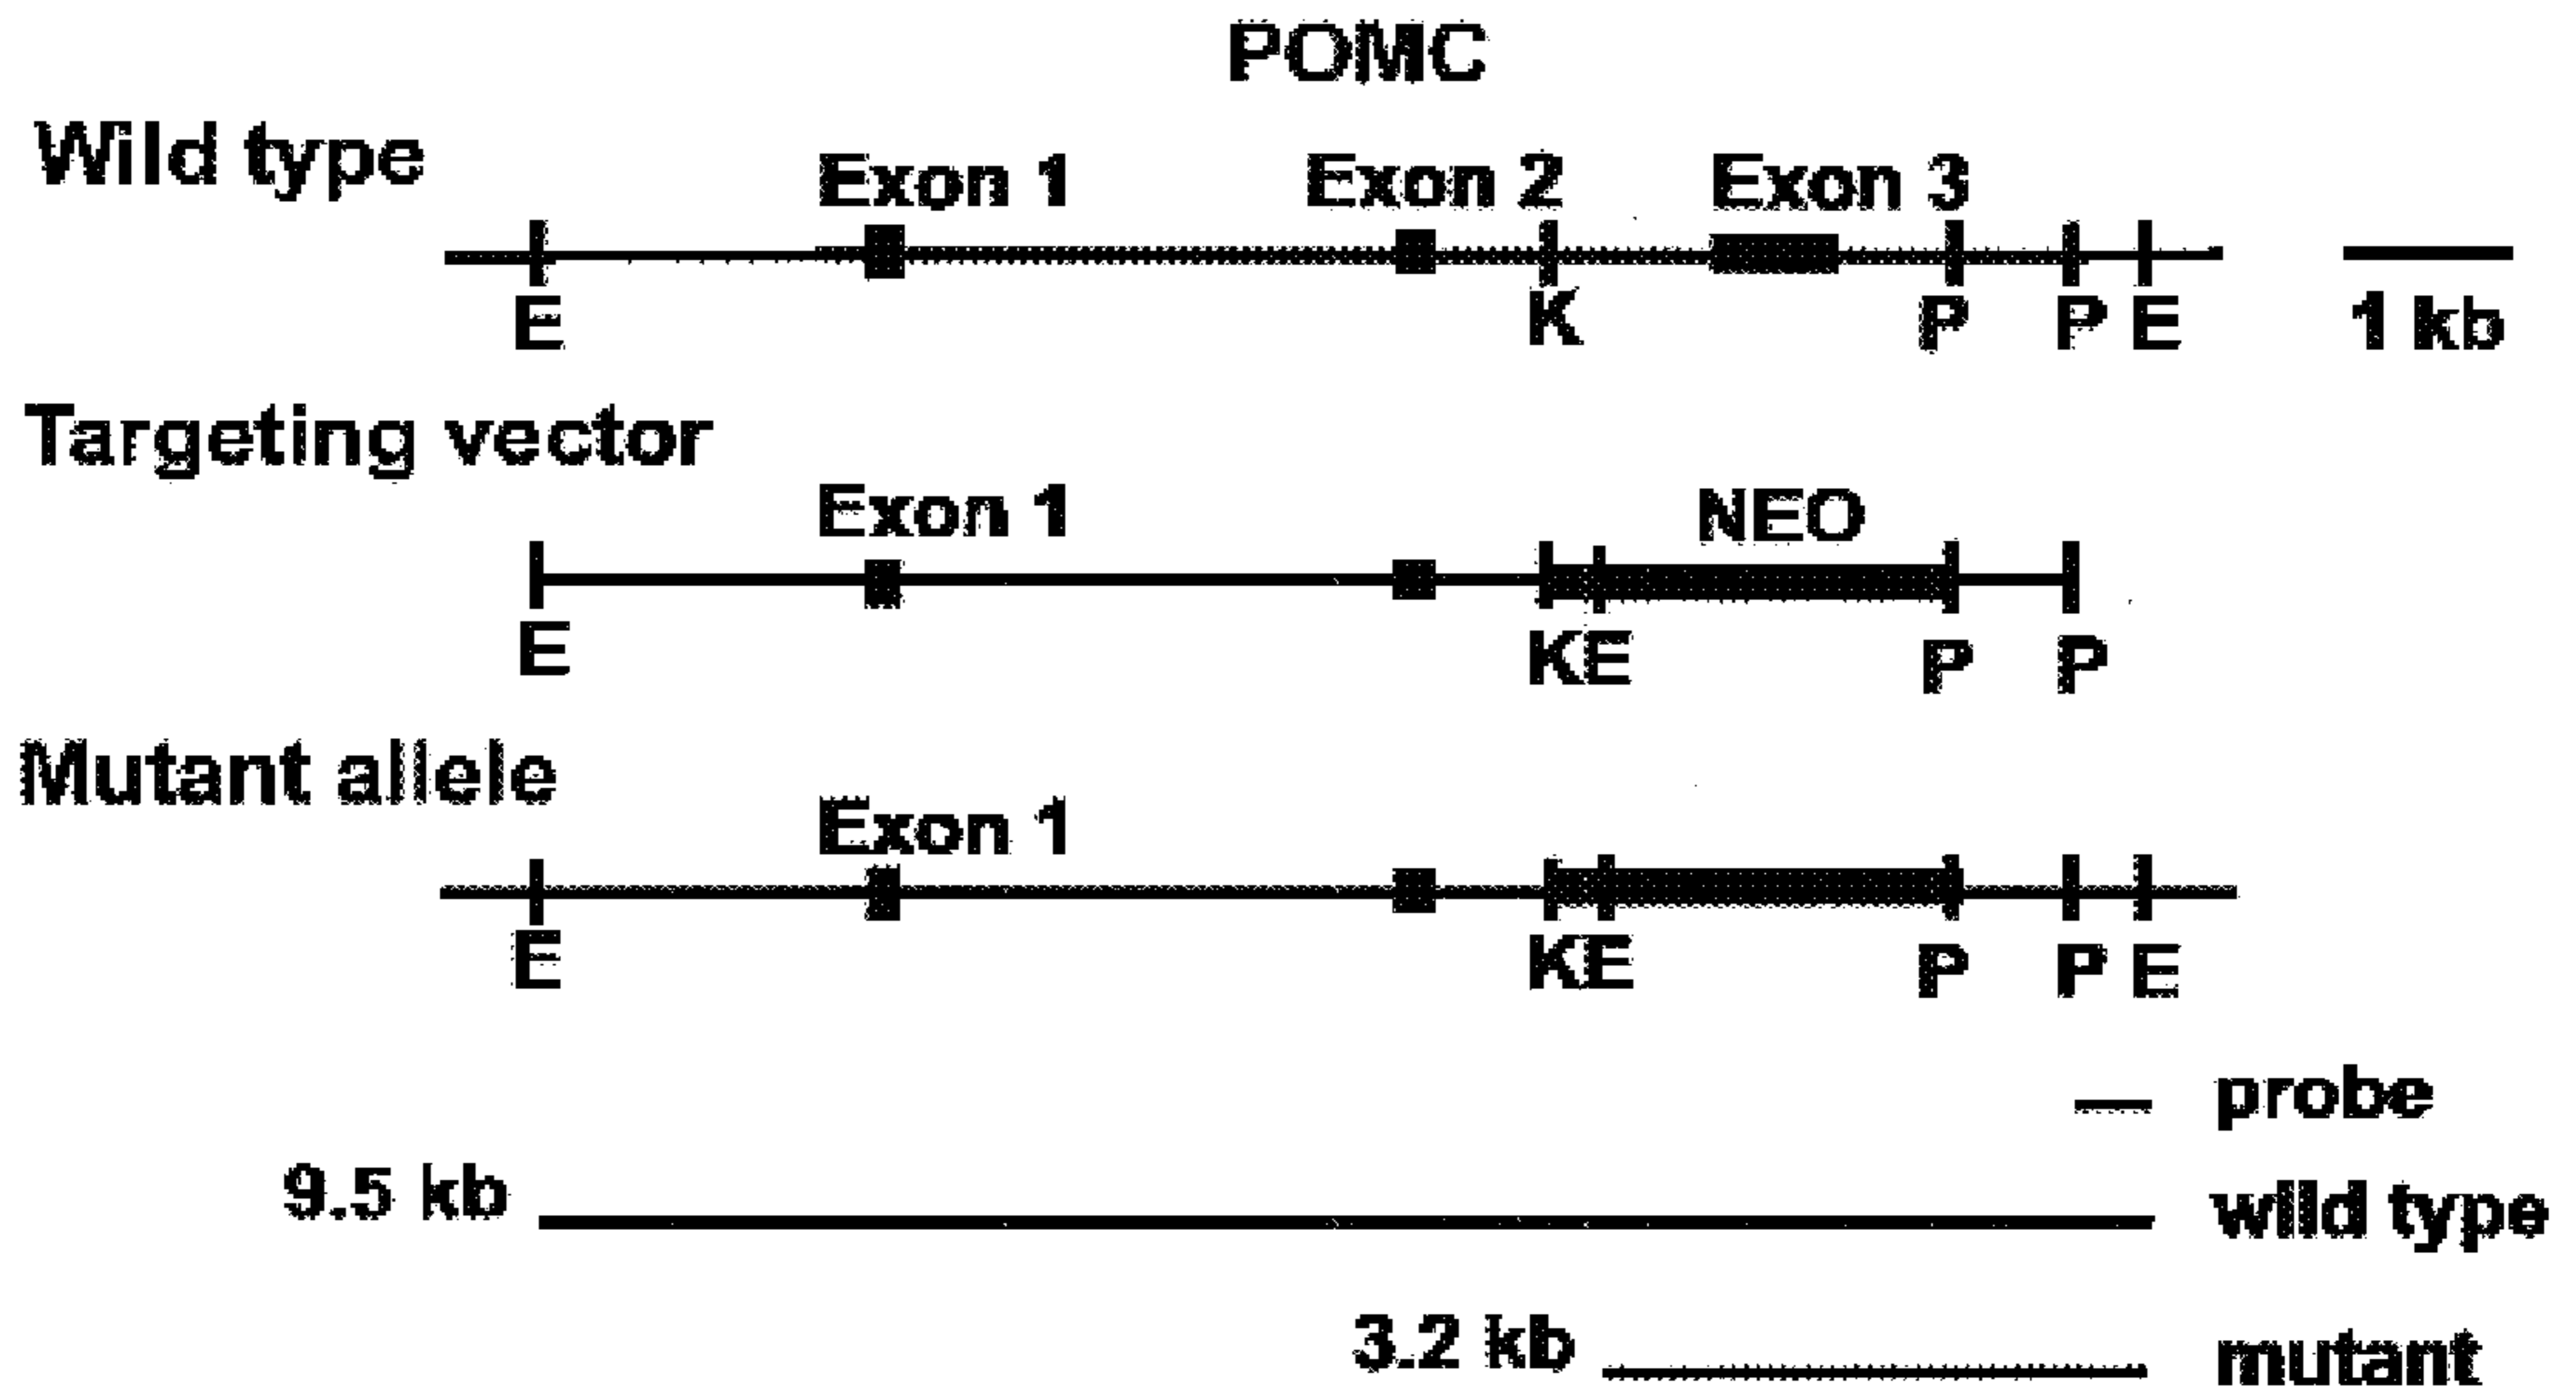 POMC
Wild type
Exon 1 Exon 2 Exon 3
E K P P E 1 kb
Targeting vector
Exon 1 NEO
E KE P P
Mutant allele
Exon 1
E KE P P E
probe
9.5 kb wild type
3.2 kb mutant